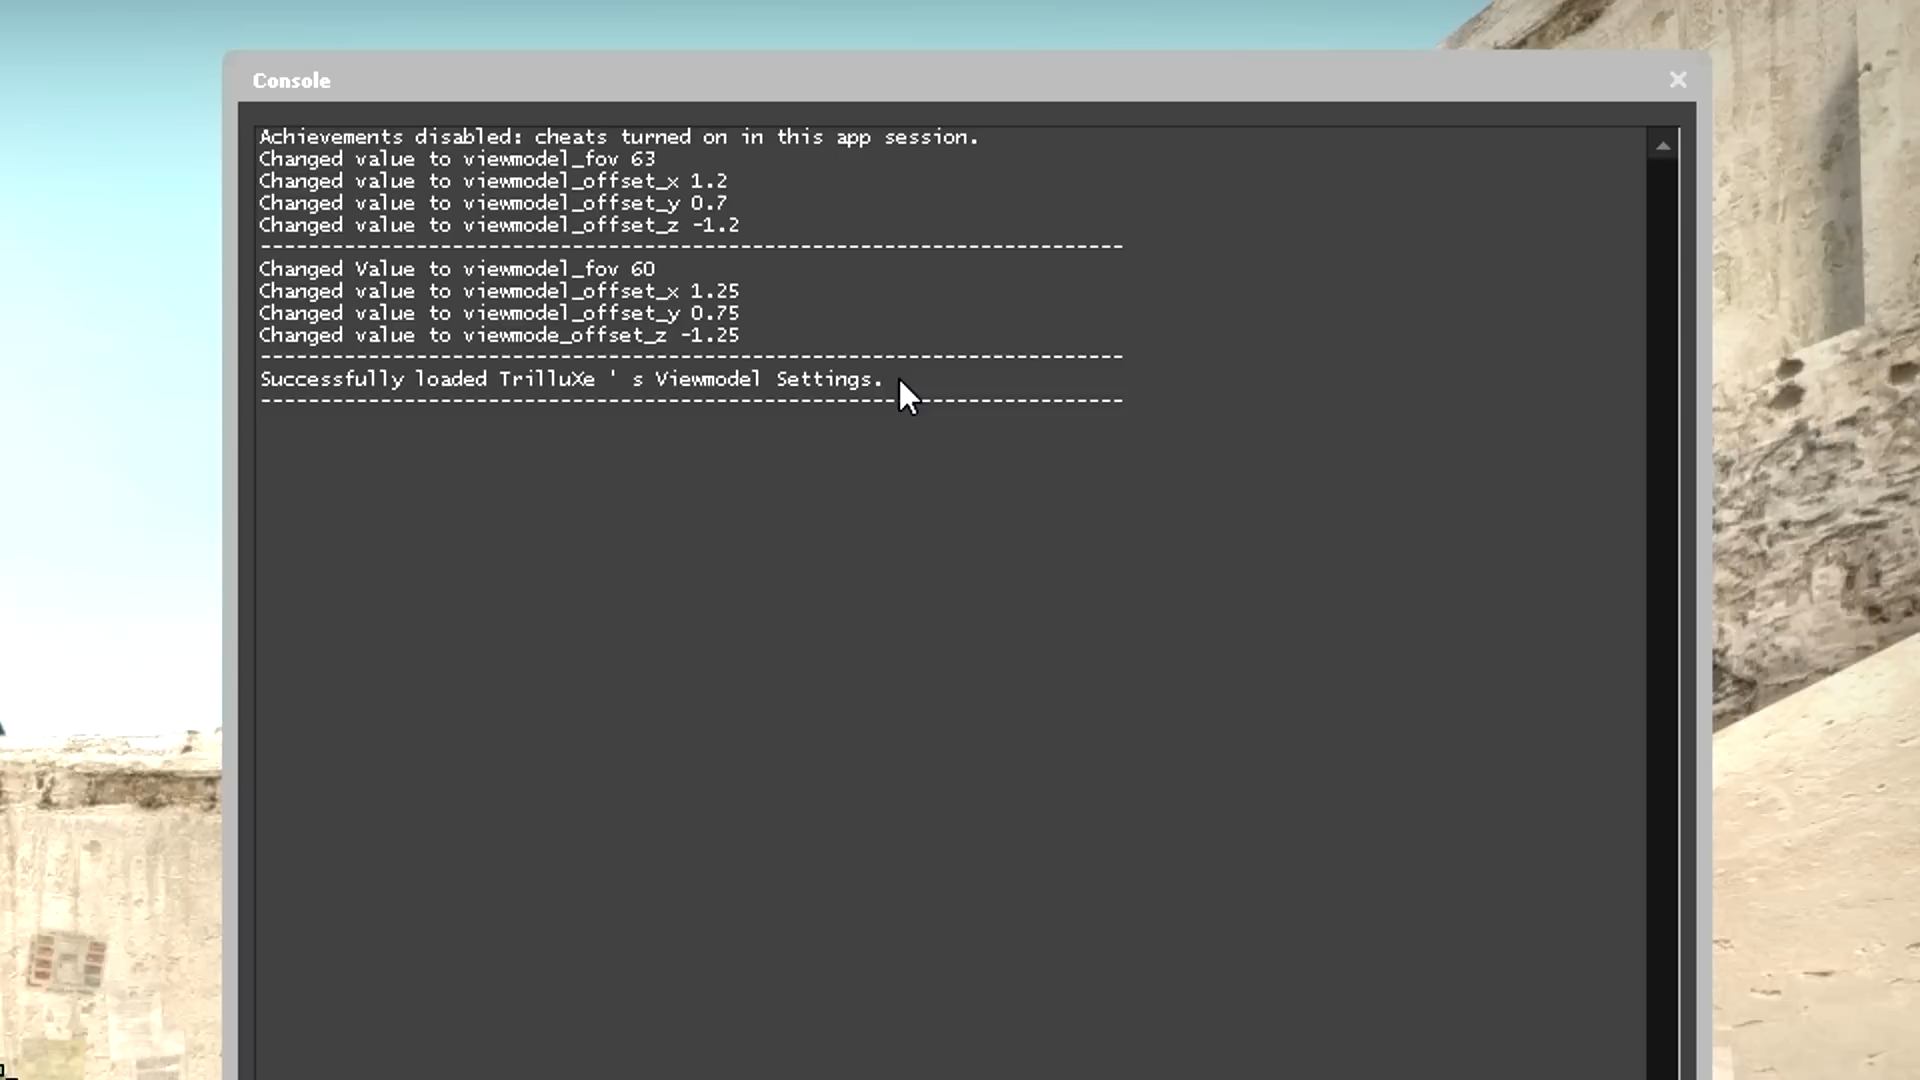 Console
Achievements disabled: cheats turned on in this app session.
Changed value to viewmodel_fov 63
Changed value to viewmodel_offset_x 1.2
Changed value to viewmodel_offset_y 0.7
Changed value to viewmodel_offset_z -1.2
------------------------------------------------------------------------
Changed Value to viewmodel_fov 60
Changed value to viewmodel_offset_x 1.25
Changed value to viewmodel_offset_y 0.75
Changed value to viewmode_offset_z -1.25
------------------------------------------------------------------------
Successfully loaded TrilluXe ' s Viewmodel Settings.
------------------------------------------------------------------------